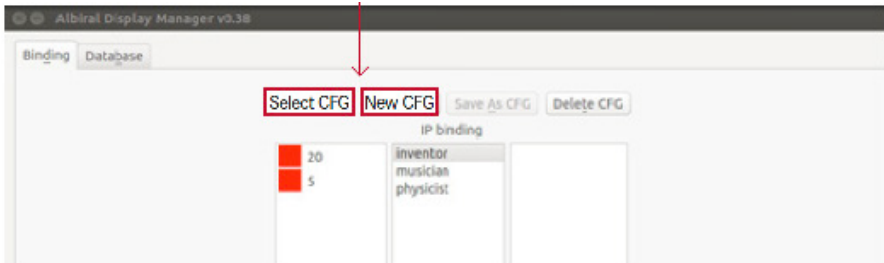 Albiral Display Manager v0.38
Binding Database
Select CFG New CFG Save As CFG Delete CFG
IP binding
20 inventor
5 musician
physicist